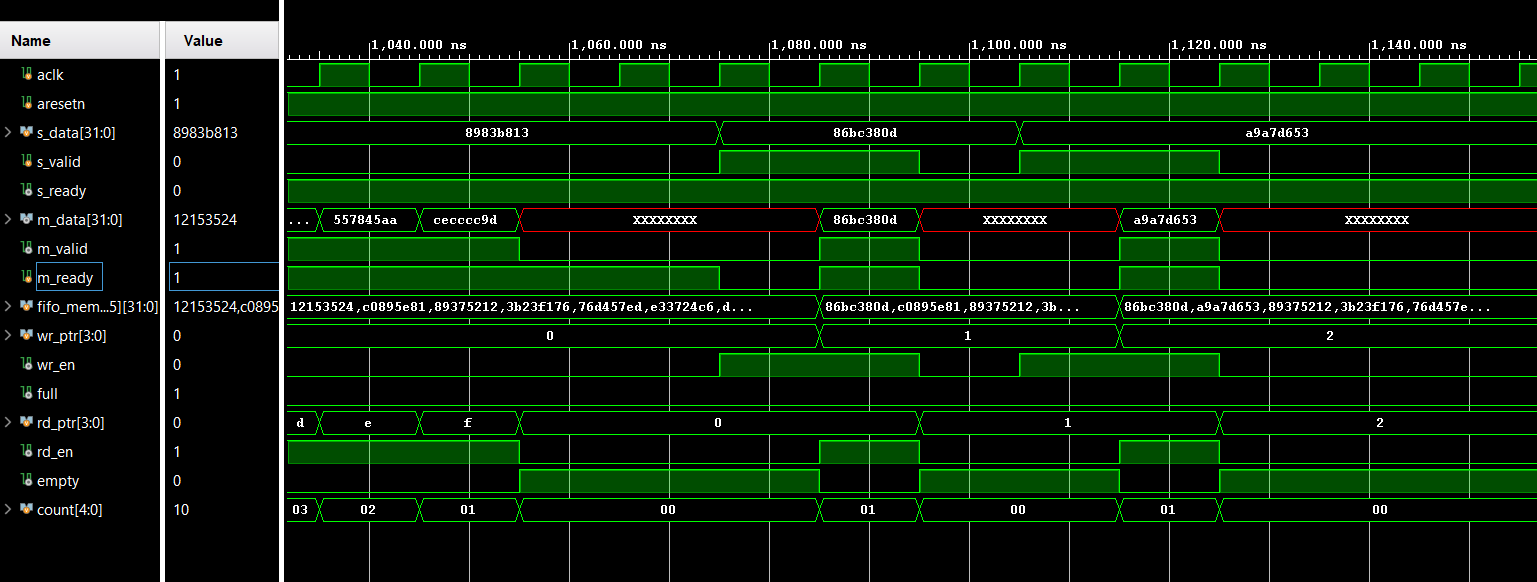 Name Value
1,040.000 ns 1,060.000 ns 1,080.000 ns 1,100.000 ns 1,120.000 ns 1,140.000 ns
aclk 1
aresetn 1
s_data[31:0] 8983b813 8983b813 86bc380d a9a7d653
s_valid 0
s_ready 0
m_data[31:0] 12153524 ... 557845aa cecccc9d XXXXXXXX 86bc380d XXXXXXXX a9a7d653 XXXXXXXX
m_valid 1
m_ready 1
fifo_mem...5][31:0] 12153524,c0895 12153524,c0895e81,89375212,3b23f176,76d457ed,e33724c6,d... 86bc380d,c0895e81,89375212,3b... 86bc380d,a9a7d653,89375212,3b23f176,76d457e...
wr_ptr[3:0] 0 0 1 2
wr_en 0
full 1
rd_ptr[3:0] 0 d e f 0 1 2
rd_en 1
empty 0
count[4:0] 10 03 02 01 00 01 00 01 00